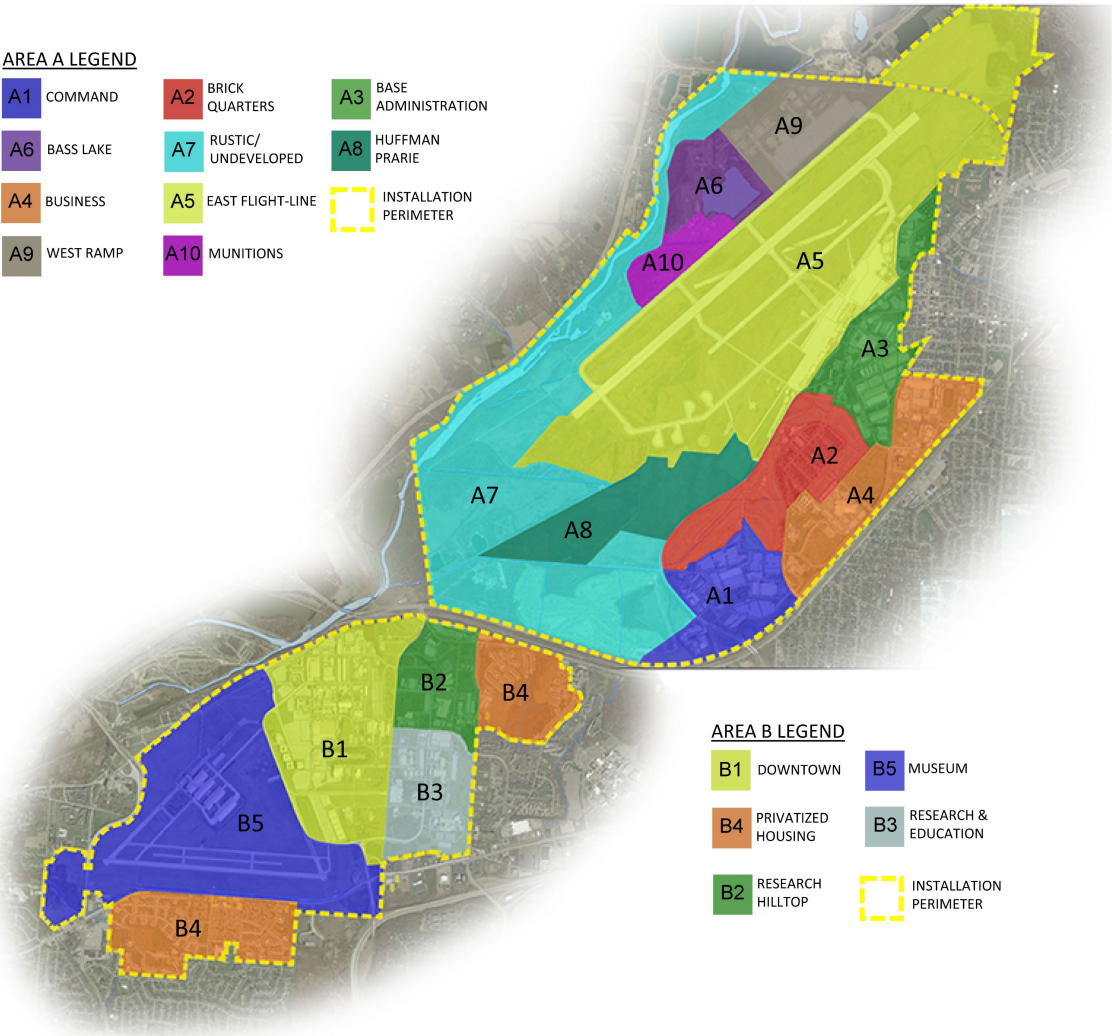 AREA A LEGEND
A1 COMMAND
A2 BRICK
QUARTERS
A3 BASE
ADMINISTRATION
A6 BASS LAKE
A7 RUSTIC/
UNDEVELOPED
A8 HUFFMAN
PRARIE
A4 BUSINESS
A5 EAST FLIGHT-LINE
INSTALLATION
PERIMETER
A9 WEST RAMP
A10 MUNITIONS
A9
A6
A10
A5
A3
A2
A4
A7
A8
A1
B2
B4
B1
B3
B5
B4
AREA B LEGEND
B1 DOWNTOWN
B5 MUSEUM
B4 PRIVATIZED
HOUSING
B3 RESEARCH &
EDUCATION
B2 RESEARCH
HILLTOP
INSTALLATION
PERIMETER